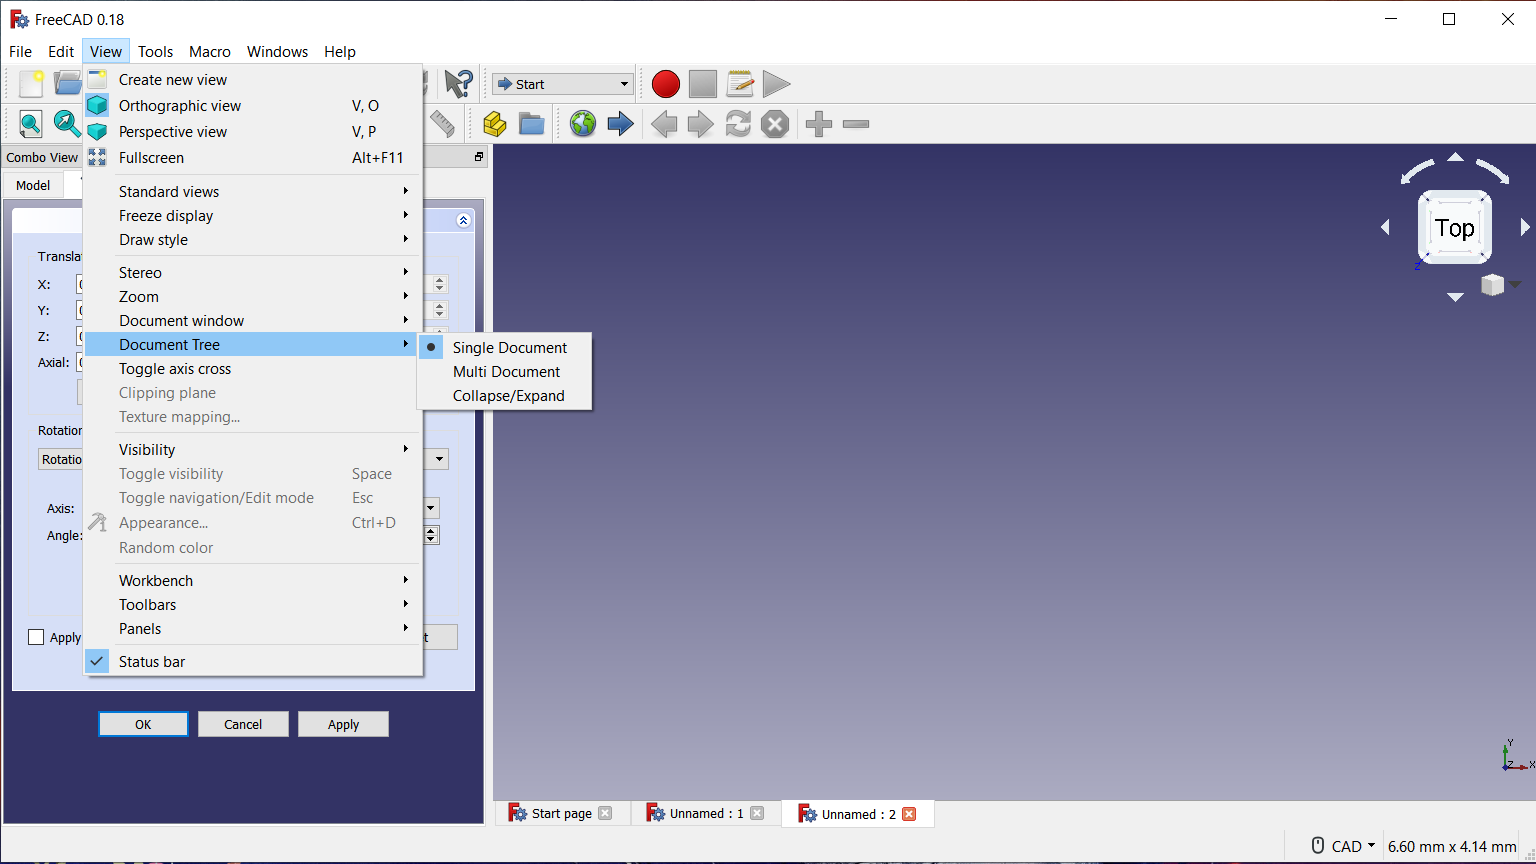 FreeCAD 0.18
File Edit View Tools Macro Windows Help
Create new view
Start
Orthographic view V, O
Perspective view V, P
Combo View
Fullscreen Alt+F11
Model
Standard views
Freeze display
Draw style
Top
Z
Stereo
X:
Zoom
Y:
Document window
Z:
Document Tree
Single Document
Axial:
Toggle axis cross
Multi Document
Clipping plane
Collapse/Expand
Texture mapping...
Visibility
Toggle visibility Space
Toggle navigation/Edit mode Esc
Axis:
Appearance... Ctrl+D
Angle:
Random color
Workbench
Toolbars
Panels
Apply
Status bar
OK Cancel Apply
Y
Z X
Start page Unnamed : 1 Unnamed : 2
CAD 6.60 mm x 4.14 mm